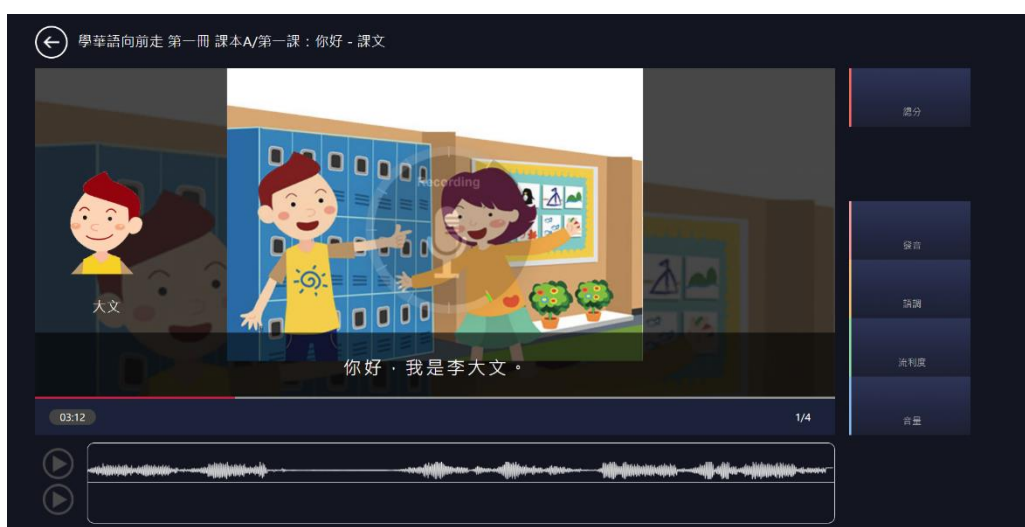 學華語向前走 第一冊 課本A/第一課：你好 - 課文
總分
Recording
大文
發音
語調
流利度
音量
你好，我是李大文。
03:12
1/4